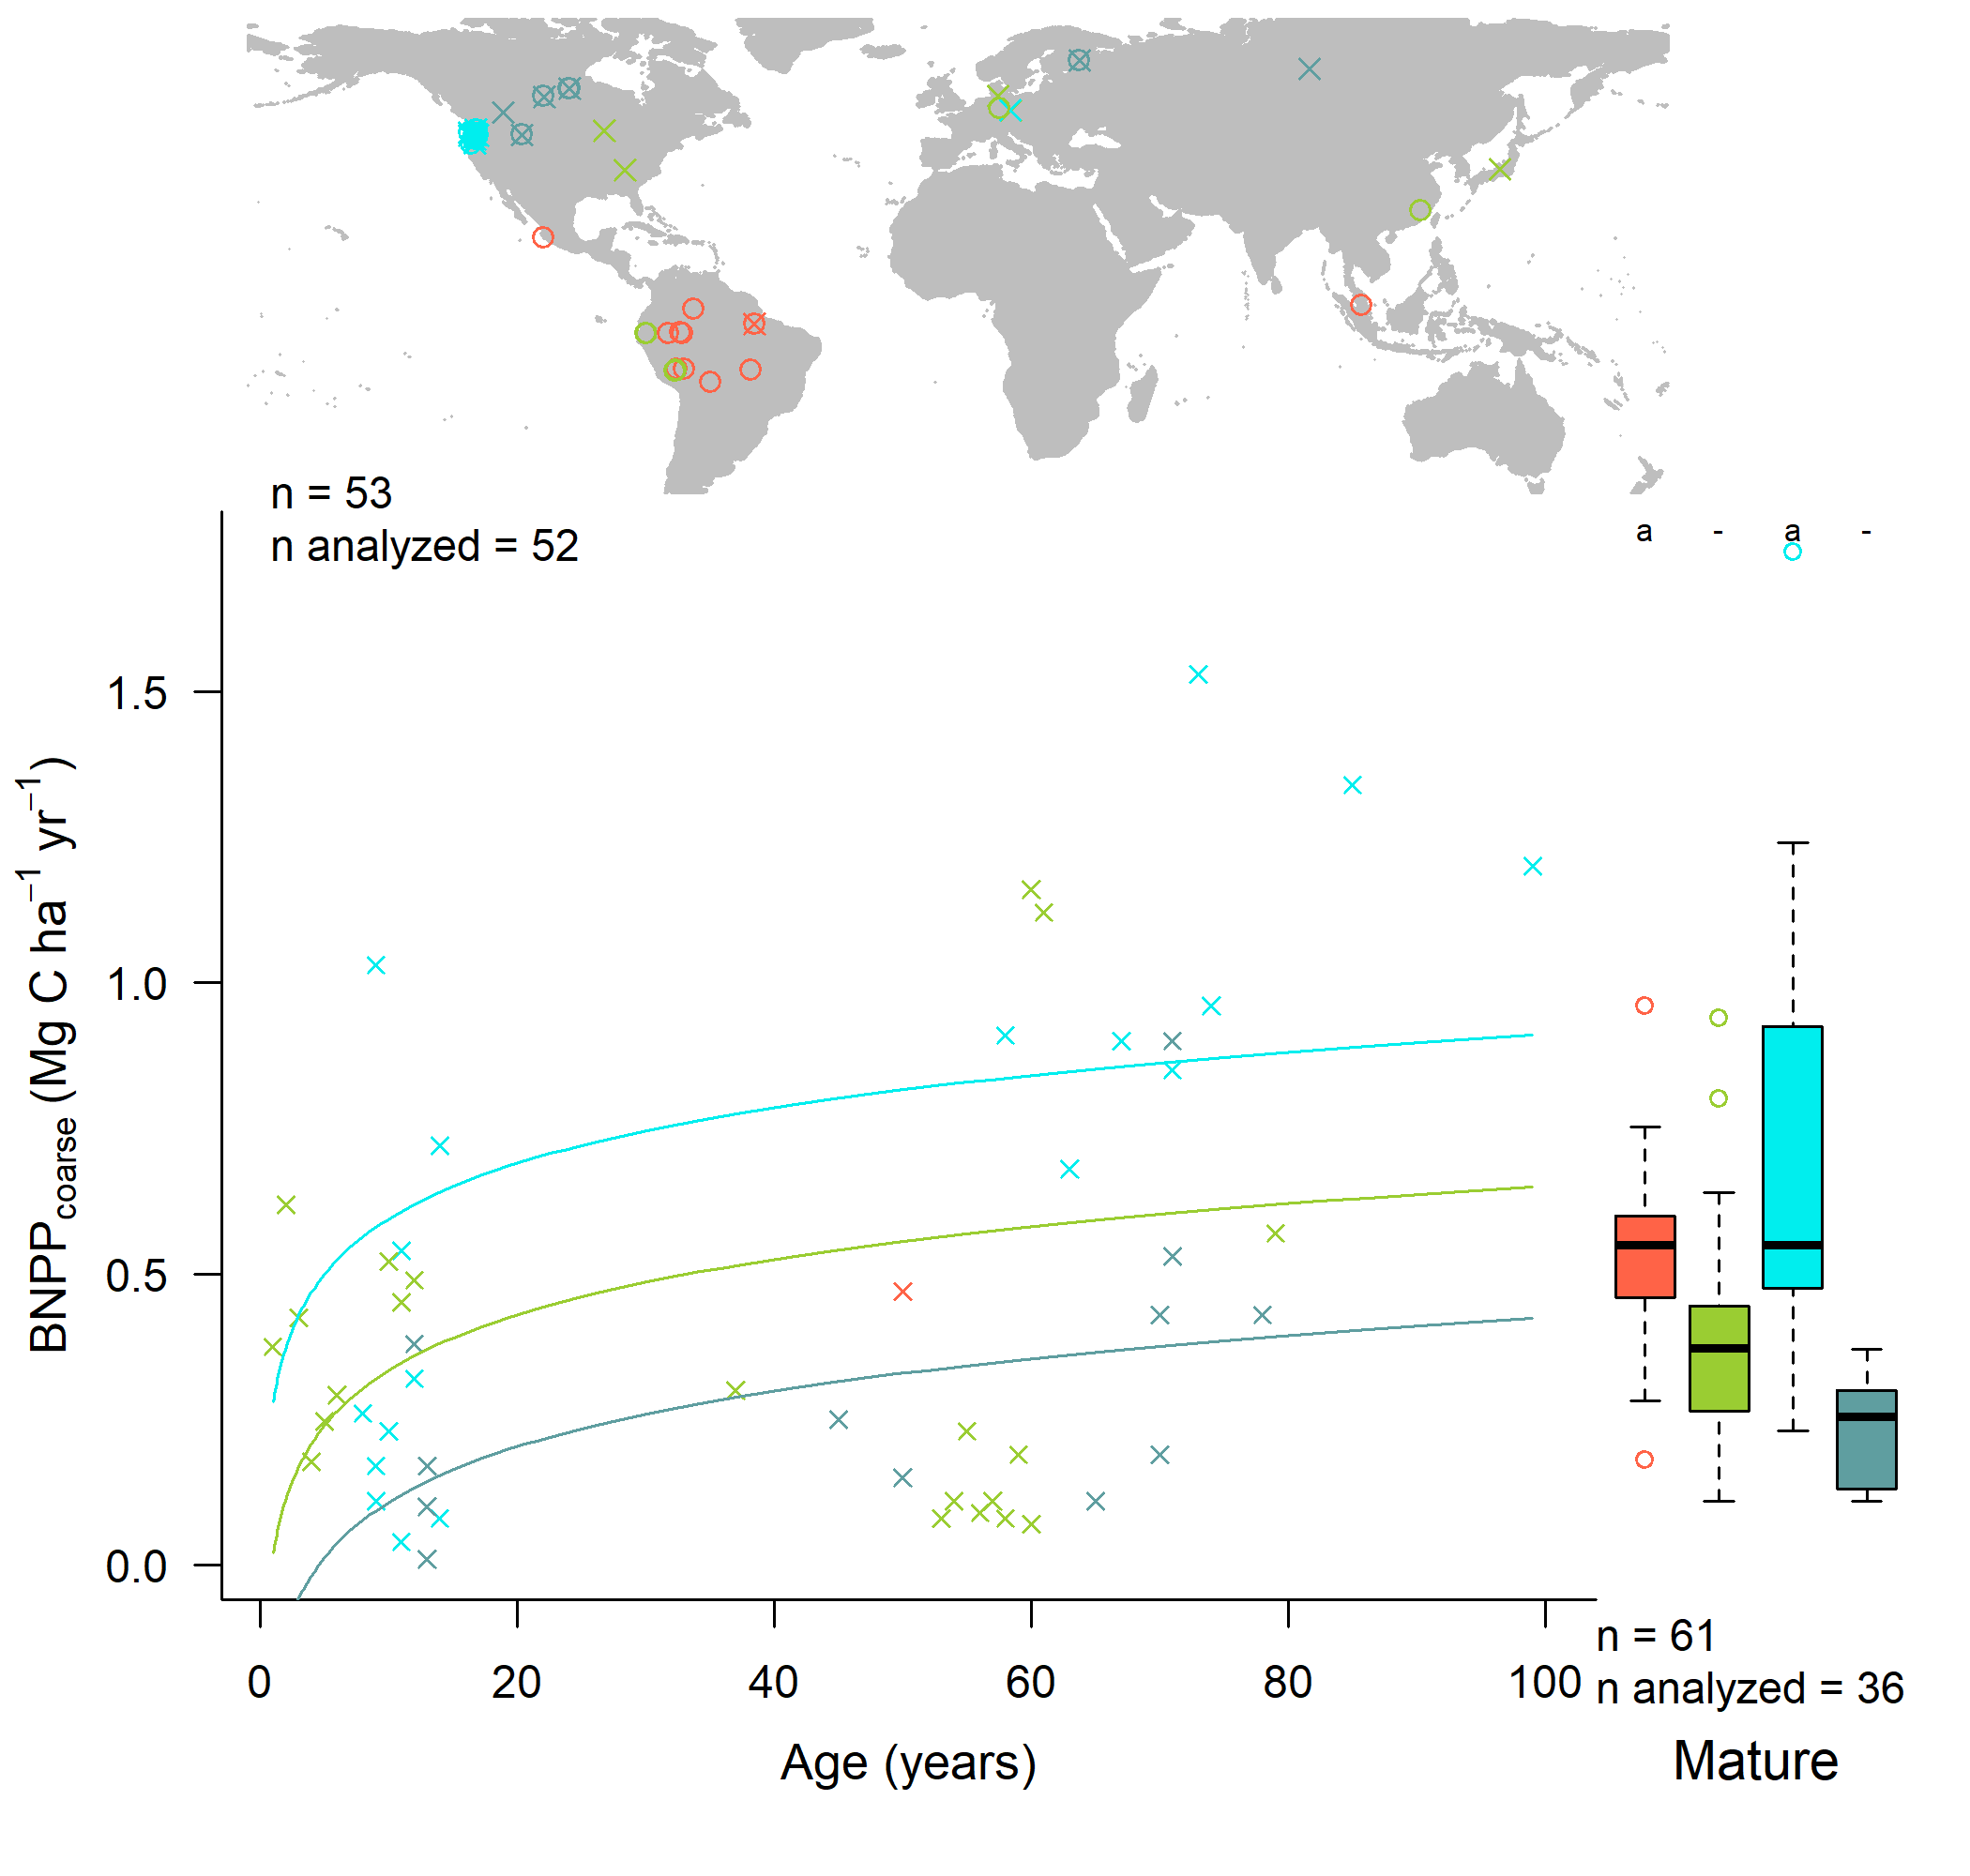 n = 53
n analyzed = 52
a - a -
1.5
1.0
0.5
0.0
BNPPcoarse (Mg C ha−1 yr−1)
0 20 40 60 80 100
n = 61
n analyzed = 36
Age (years)
Mature